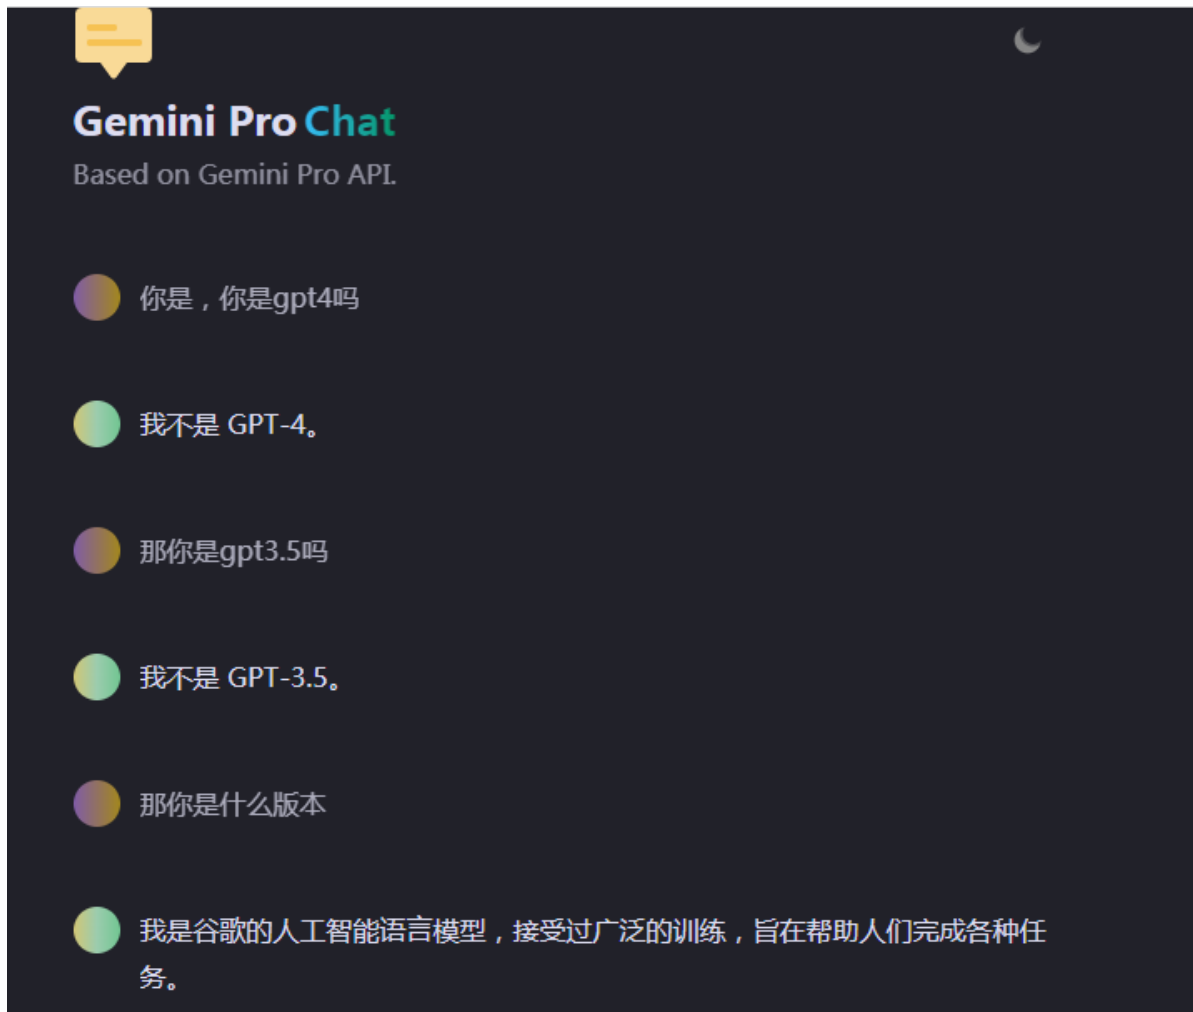 Gemini Pro Chat
Based on Gemini Pro API.
你是，你是gpt4吗
我不是 GPT-4。
那你是gpt3.5吗
我不是 GPT-3.5。
那你是什么版本
我是谷歌的人工智能语言模型，接受过广泛的训练，旨在帮助人们完成各种任
务。